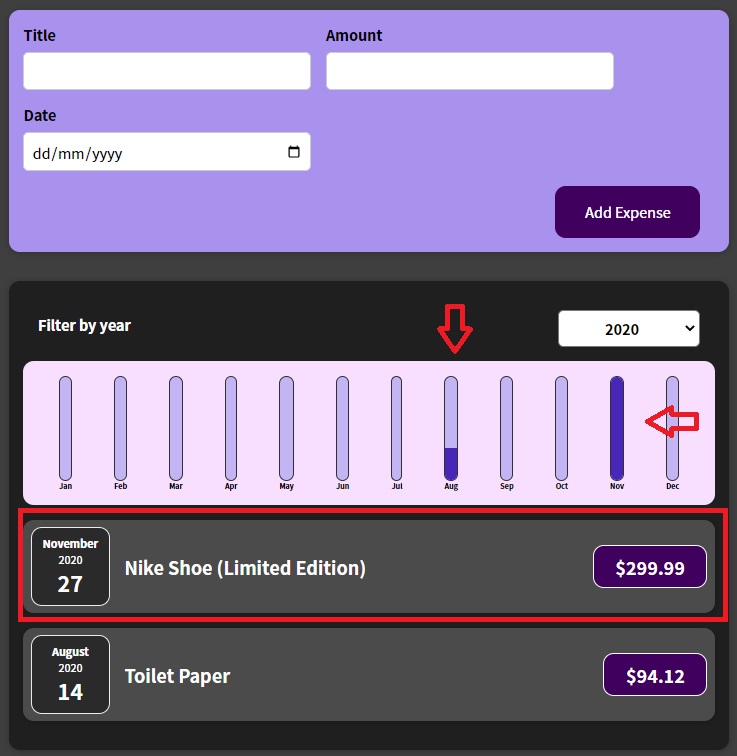 Title Amount
Date
dd/mm/yyyy
Add Expense
Filter by year 2020
Jan Feb Mar Apr May Jun Jul Aug Sep Oct Nov Dec
November
2020
27
Nike Shoe (Limited Edition) $299.99
August
2020
14
Toilet Paper $94.12